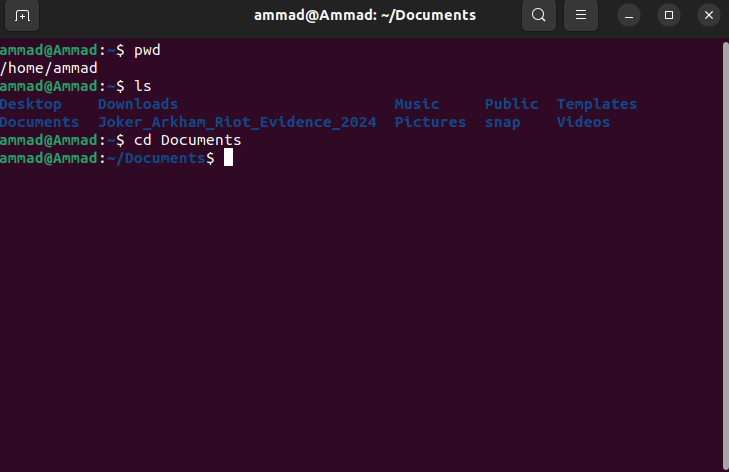 ammad@Ammad: ~/Documents
ammad@Ammad:~$ pwd
/home/ammad
ammad@Ammad:~$ ls
Desktop    Downloads                        Music     Public  Templates
Documents  Joker_Arkham_Riot_Evidence_2024  Pictures  snap    Videos
ammad@Ammad:~$ cd Documents
ammad@Ammad:~/Documents$